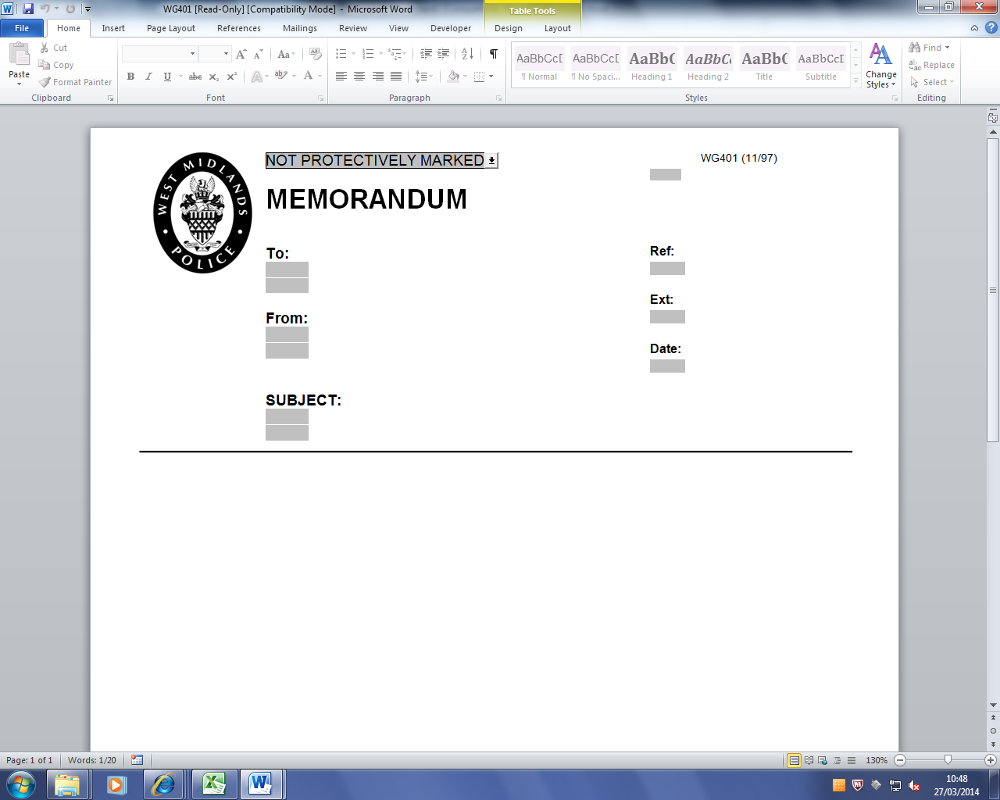 WG401 [Read-Only] [Compatibility Mode] - Microsoft Word
Table Tools
File Home Insert Page Layout References Mailings Review View Developer Design Layout
Paste
Cut
Copy
Format Painter
Clipboard
Font
Paragraph
AaBbCcD AaBbCcD AaBbC AaBbCc AaBbC AaBbCcD
¶ Normal ¶ No Spaci... Heading 1 Heading 2 Title Subtitle
Change Styles
Styles
Find
Replace
Select
Editing
WEST MIDLANDS POLICE
NOT PROTECTIVELY MARKED
WG401 (11/97)
MEMORANDUM
To:
Ref:
Ext:
From:
Date:
SUBJECT:
Page: 1 of 1 Words: 1/20 130%
10:48
27/03/2014